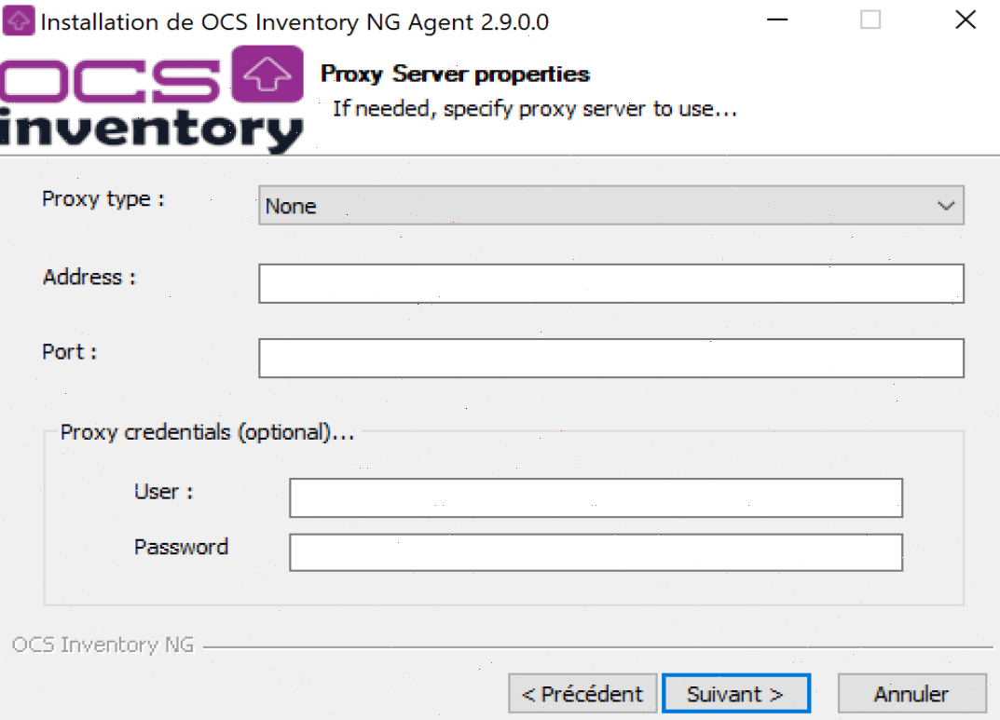 Installation de OCS Inventory NG Agent 2.9.0.0
OCS
inventory
Proxy Server properties
If needed, specify proxy server to use...
Proxy type :
None
Address :
Port :
Proxy credentials (optional)...
User :
Password
OCS Inventory NG
< Précédent
Suivant >
Annuler